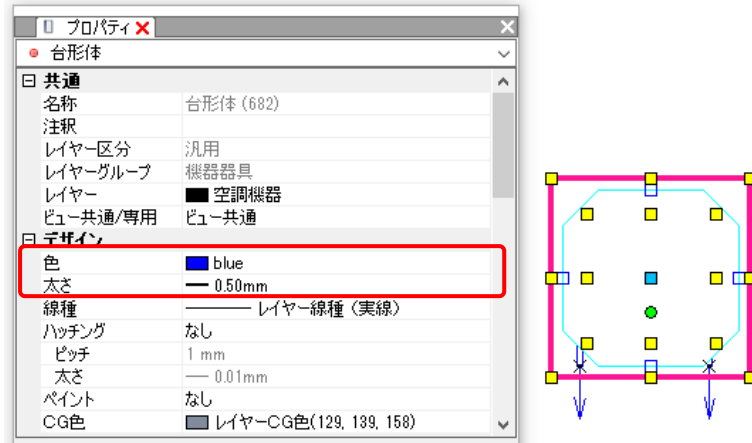 プロパティ
台形体
共通
名称 台形体 (682)
注釈
レイヤー区分 汎用
レイヤーグループ 機器器具
レイヤー 空調機器
ビュー共通/専用 ビュー共通
デザイン
色 blue
太さ 0.50mm
線種 レイヤー線種 (実線)
ハッチング なし
ピッチ 1 mm
太さ 0.01mm
ペイント なし
CG色 レイヤーCG色(129, 139, 158)